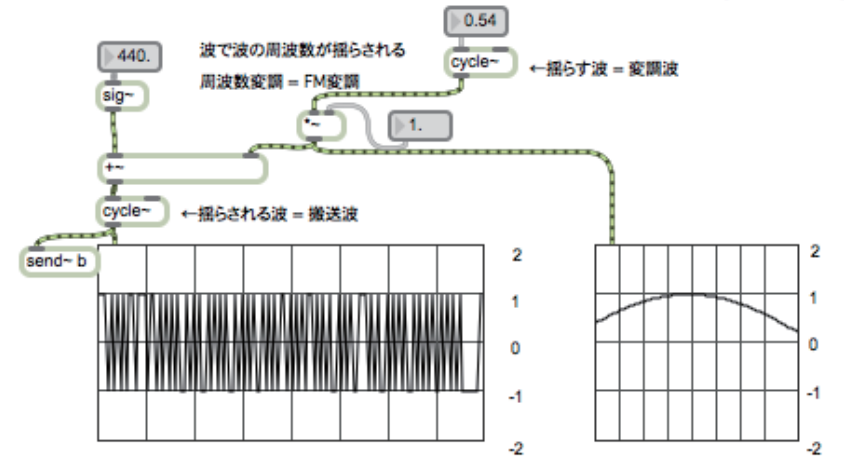 0.54
440.
波で波の周波数が揺らされる
cycle~
←揺らす波 = 変調波
周波数変調 = FM変調
sig~
*~
1.
+~
cycle~
←揺らされる波 = 搬送波
send~ b
2
1
0
-1
-2
2
1
0
-1
-2